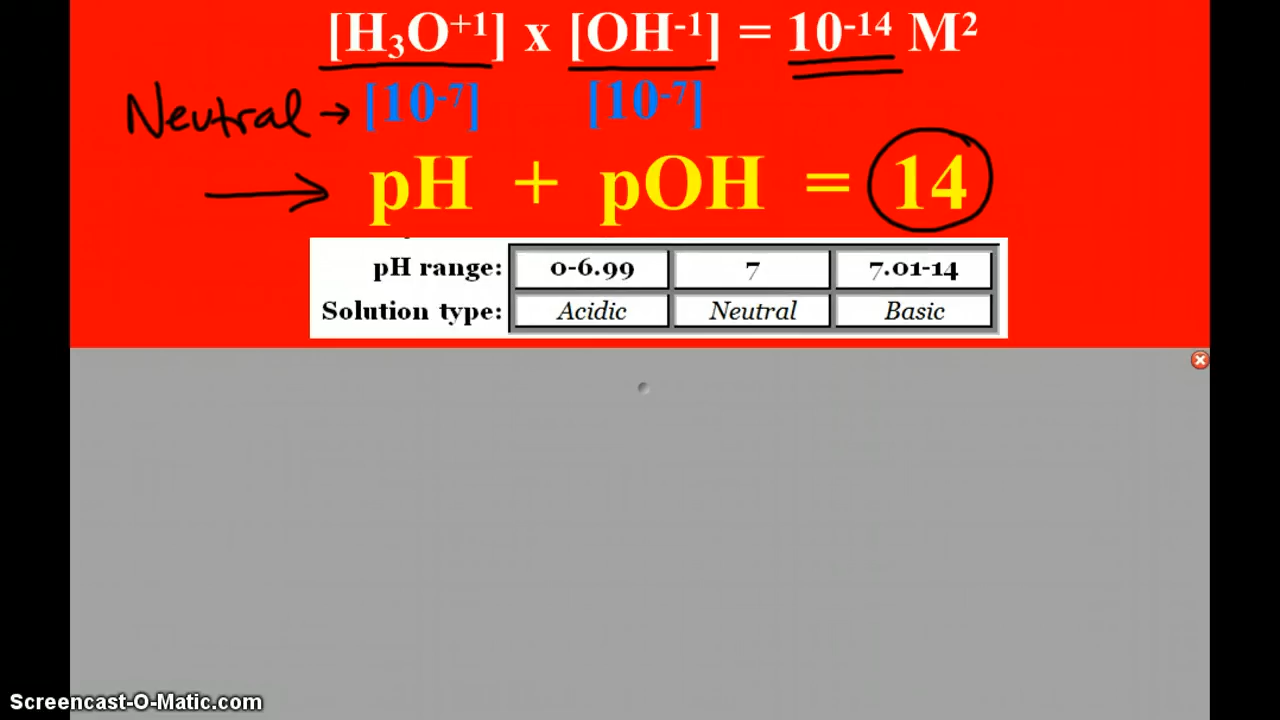 [H₃O⁺¹] x [OH⁻¹] = 10⁻¹⁴ M²
Neutral → [10⁻⁷] [10⁻⁷]
→ pH + pOH = 14
pH range: 0-6.99 7 7.01-14
Solution type: Acidic Neutral Basic
Screencast-O-Matic.com